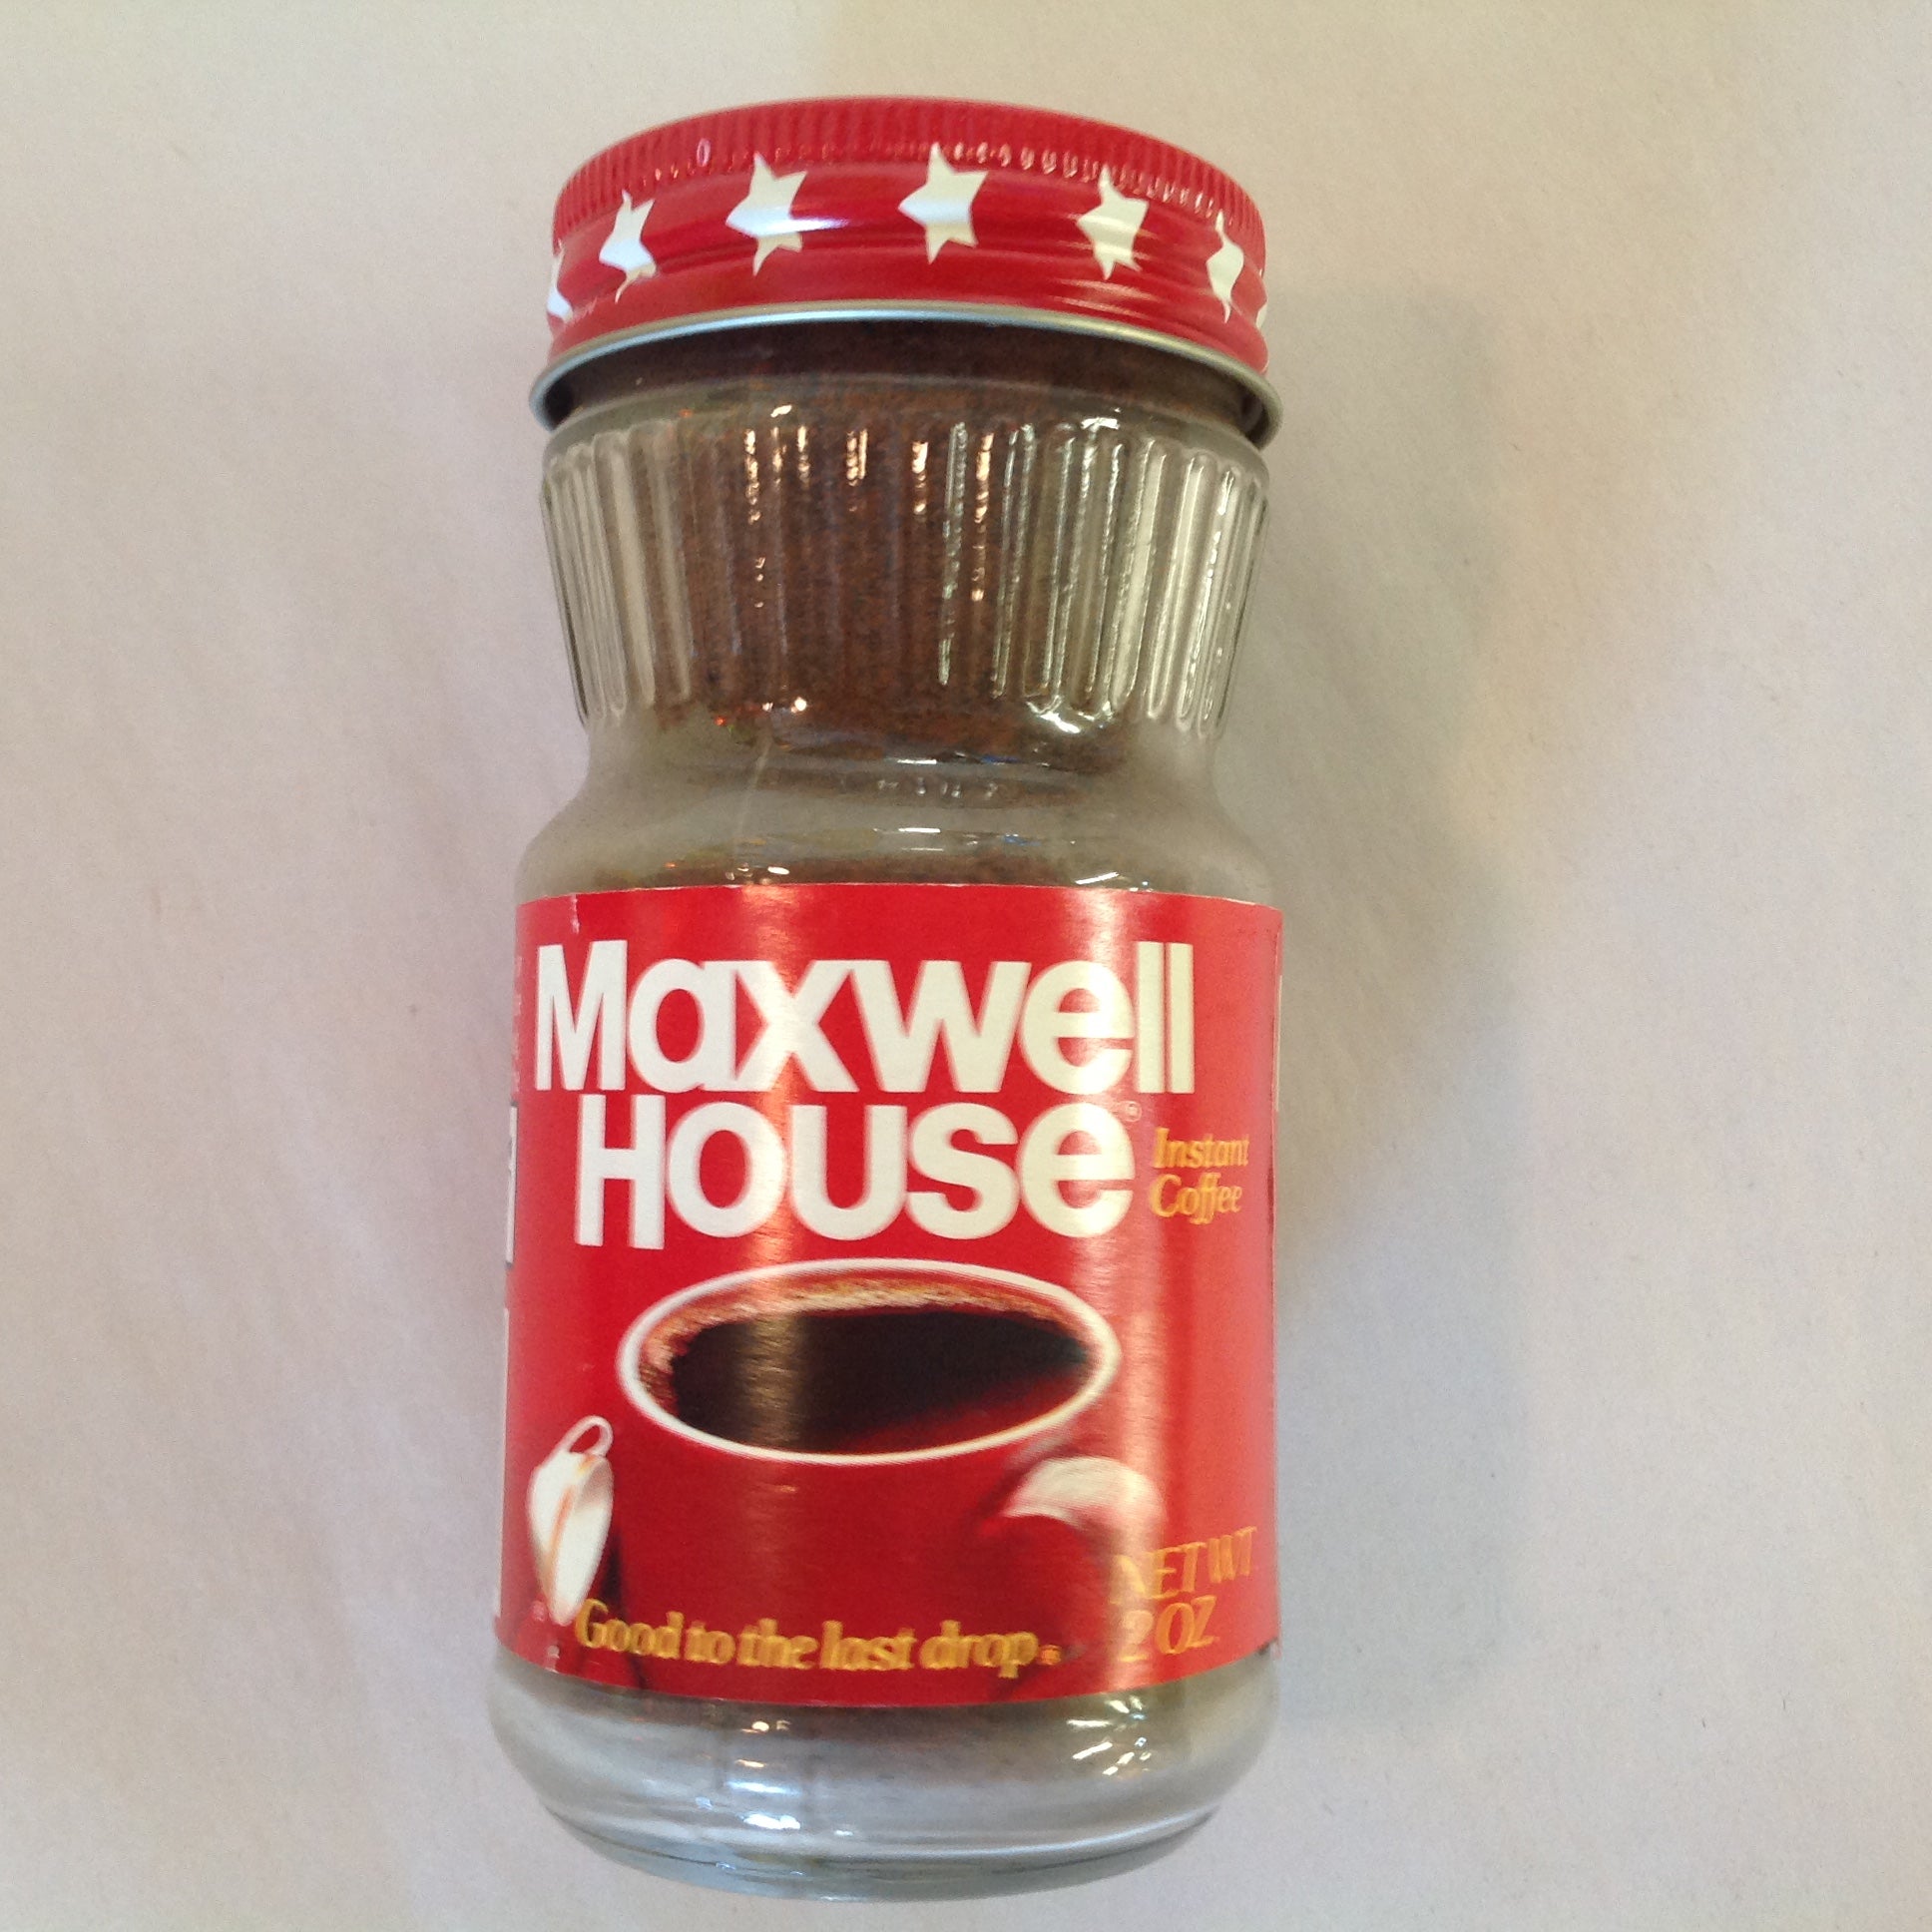 Maxwell
House®
Instant
Coffee
NET WT
2 OZ
Good to the last drop.®